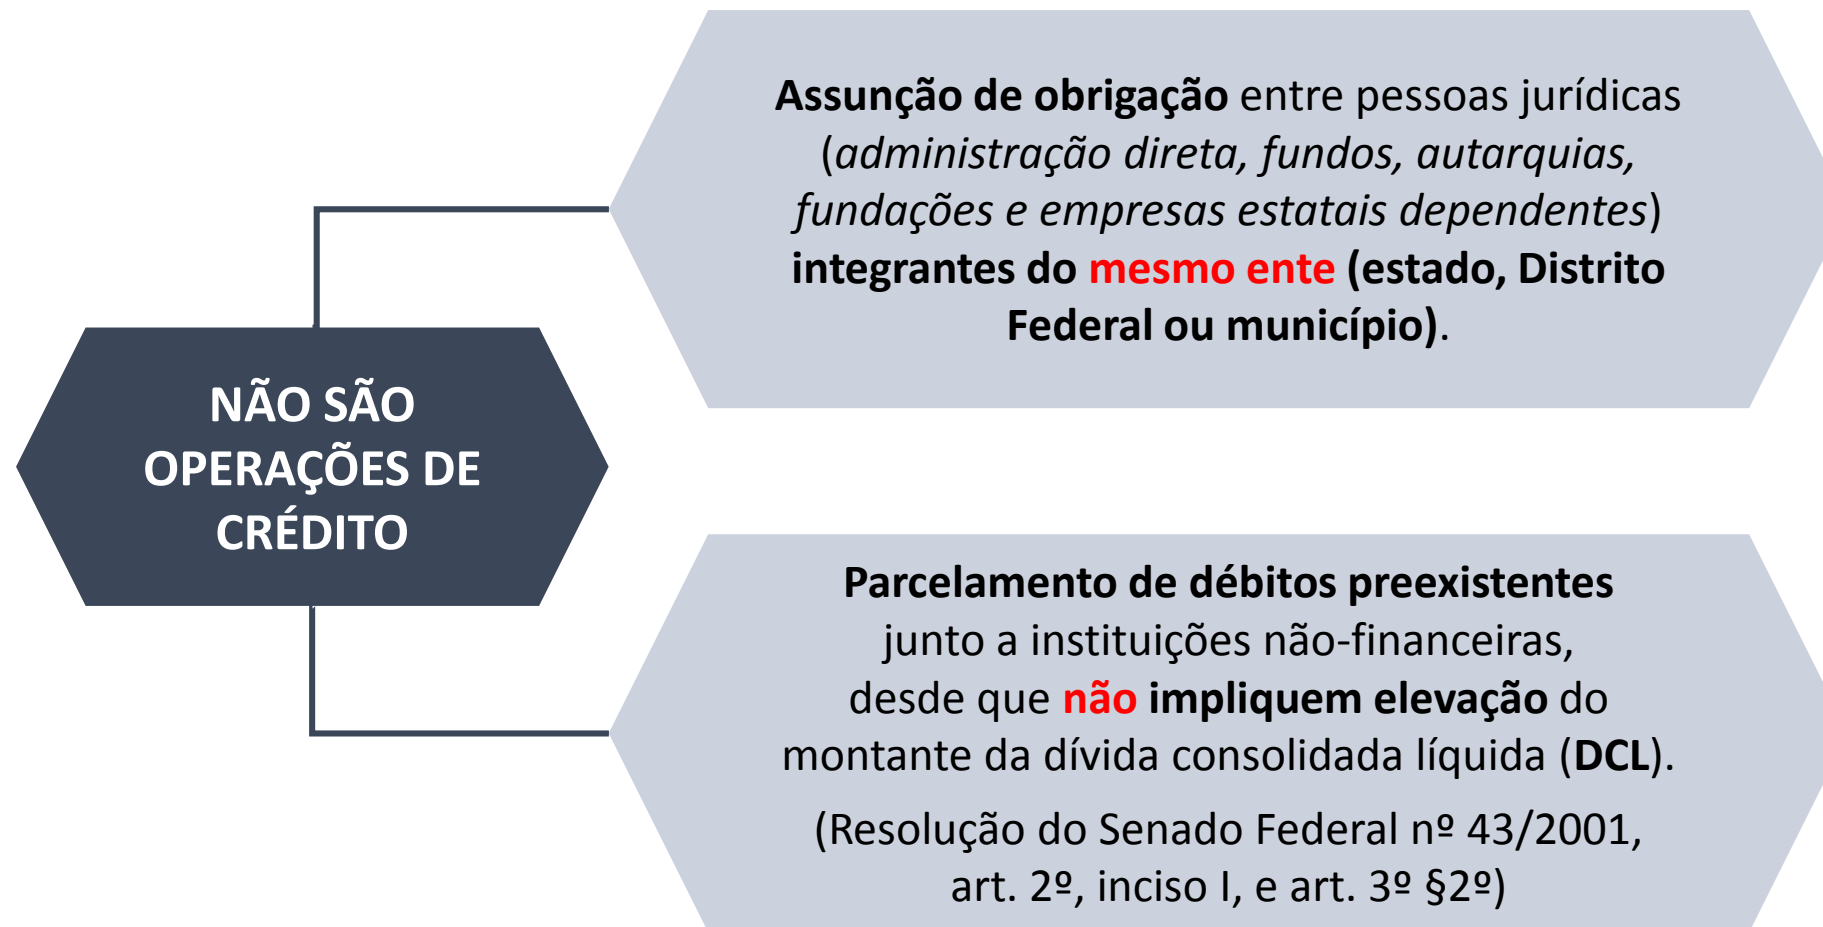 Assunção de obrigação entre pessoas jurídicas
(administração direta, fundos, autarquias,
fundações e empresas estatais dependentes)
integrantes do mesmo ente (estado, Distrito
Federal ou município).
NÃO SÃO
OPERAÇÕES DE
CRÉDITO
Parcelamento de débitos preexistentes
junto a instituições não-financeiras,
desde que não impliquem elevação do
montante da dívida consolidada líquida (DCL).
(Resolução do Senado Federal nº 43/2001,
art. 2º, inciso I, e art. 3º §2º)